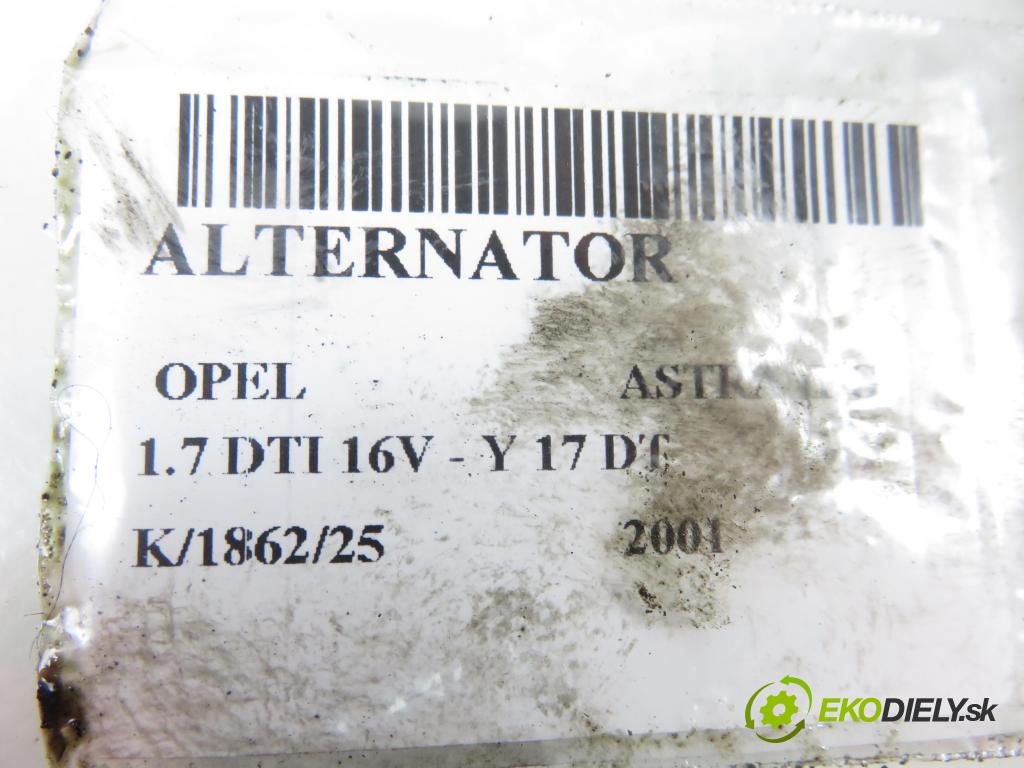 ALTERNATOR
OPEL
1.7 DTI 16V - Y 17 DT
K/1862/25 2001
EKODIELY.sk